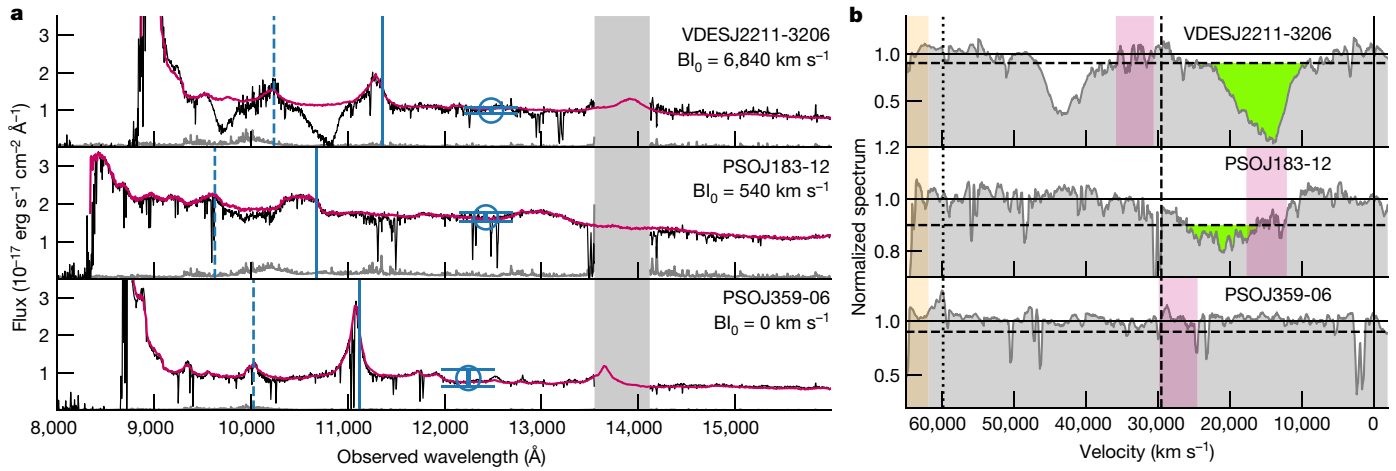 a
Flux (10⁻¹⁷ erg s⁻¹ cm⁻² Å⁻¹)
3
2
1
VDESJ2211-3206
BI₀ = 6,840 km s⁻¹
3
2
1
PSOJ183-12
BI₀ = 540 km s⁻¹
3
2
1
PSOJ359-06
BI₀ = 0 km s⁻¹
8,000 9,000 10,000 11,000 12,000 13,000 14,000 15,000
Observed wavelength (Å)
b
Normalized spectrum
VDESJ2211-3206
1.0
0.5
1.2
PSOJ183-12
1.0
0.8
PSOJ359-06
1.0
0.5
60,000 50,000 40,000 30,000 20,000 10,000 0
Velocity (km s⁻¹)